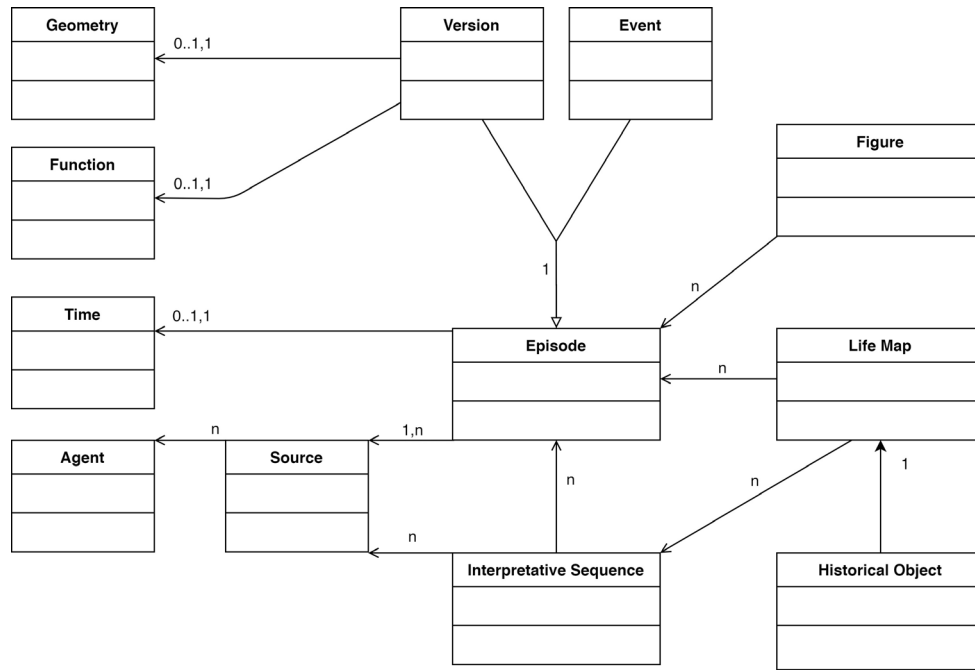 Geometry
Version
Event
0..1,1
Figure
Function
0..1,1
1
n
Time
0..1,1
Episode
Life Map
n
n
1,n
Agent
Source
1
n
n
n
Interpretative Sequence
Historical Object